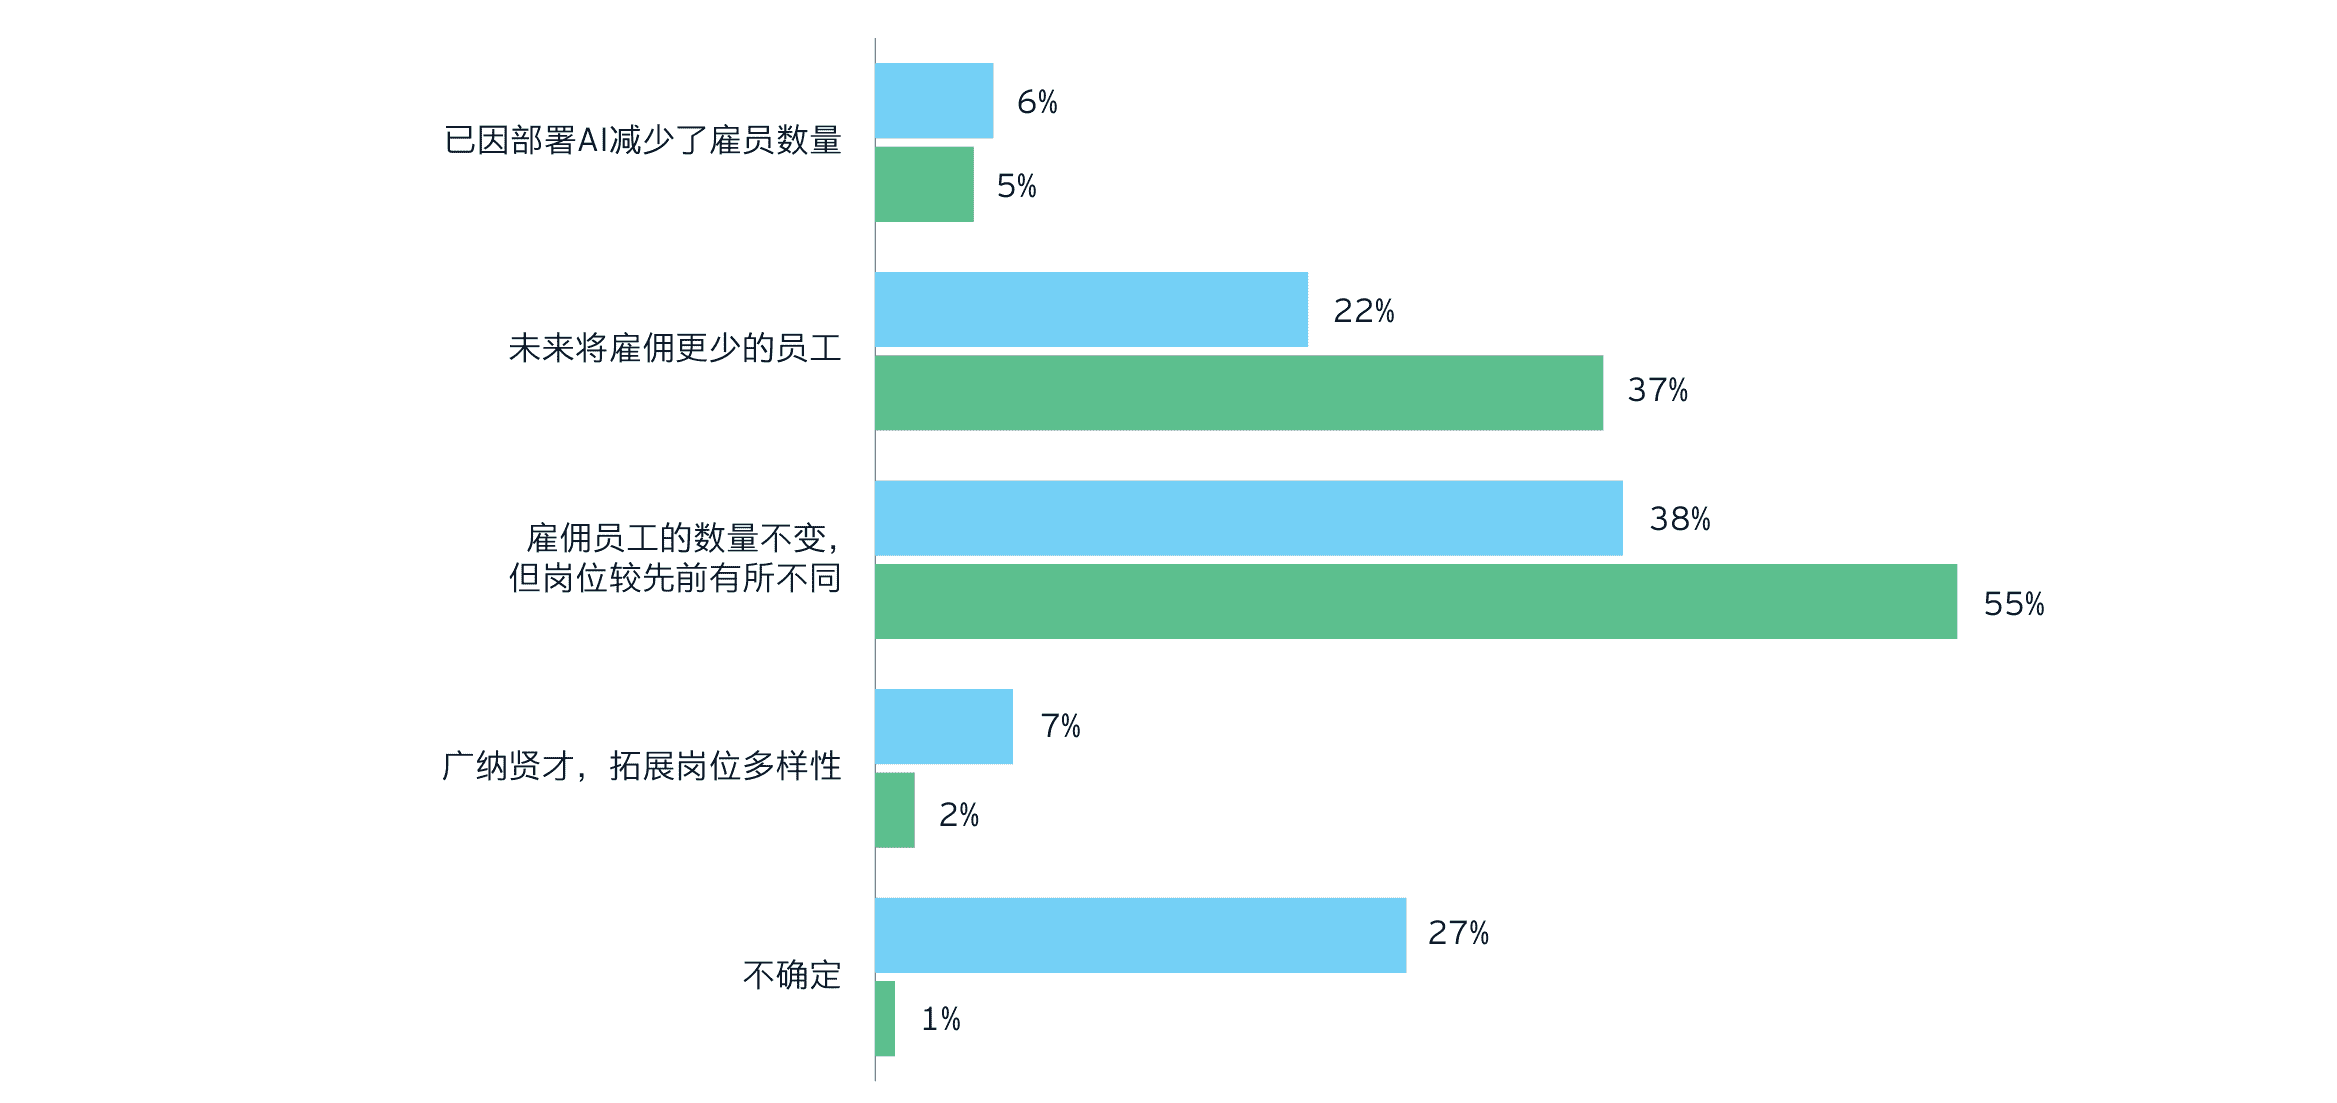 已因部署AI减少了雇员数量
6%
5%
未来将雇佣更少的员工
22%
37%
雇佣员工的数量不变，
但岗位较先前有所不同
38%
55%
广纳贤才，拓展岗位多样性
7%
2%
不确定
27%
1%